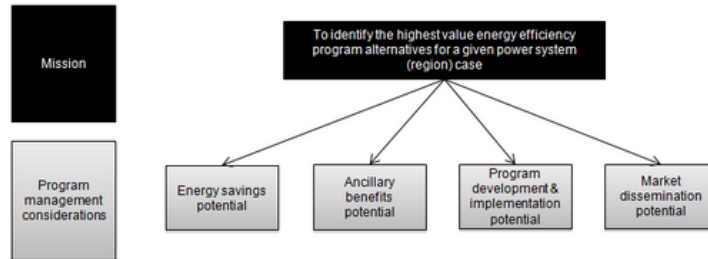 Mission
To identify the highest value energy efficiency
program alternatives for a given power system
(region) case
Program
management
considerations
Energy savings
potential
Ancillary
benefits
potential
Program
development &
implementation
potential
Market
dissemination
potential